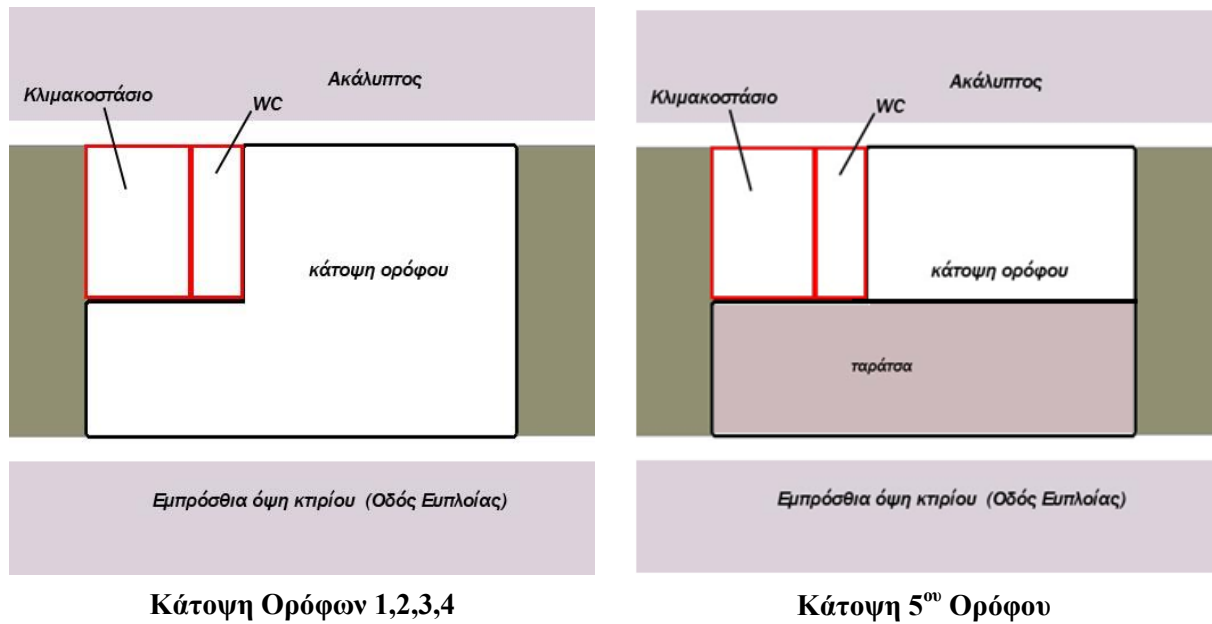 Ακάλυπτος
Κλιμακοστάσιο
WC
κάτοψη ορόφου
Εμπρόσθια όψη κτιρίου (Οδός Ευπλοίας)
Κάτοψη Ορόφων 1,2,3,4
Ακάλυπτος
Κλιμακοστάσιο
WC
κάτοψη ορόφου
ταράτσα
Εμπρόσθια όψη κτιρίου (Οδός Ευπλοίας)
Κάτοψη 5ου Ορόφου